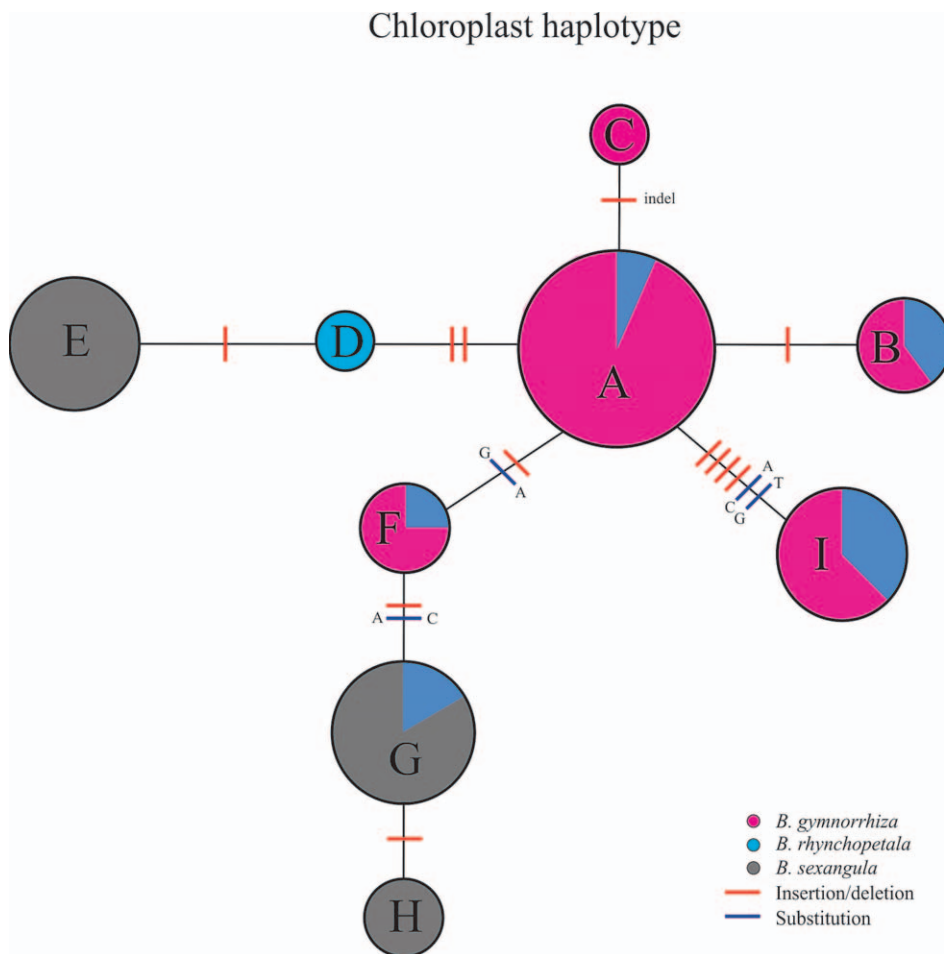 Chloroplast haplotype
C
indel
E
D
A
B
G
A
A
T
C
G
F
I
A
C
G
H
B. gymnorrhiza
B. rhynchopetala
B. sexangula
Insertion/deletion
Substitution